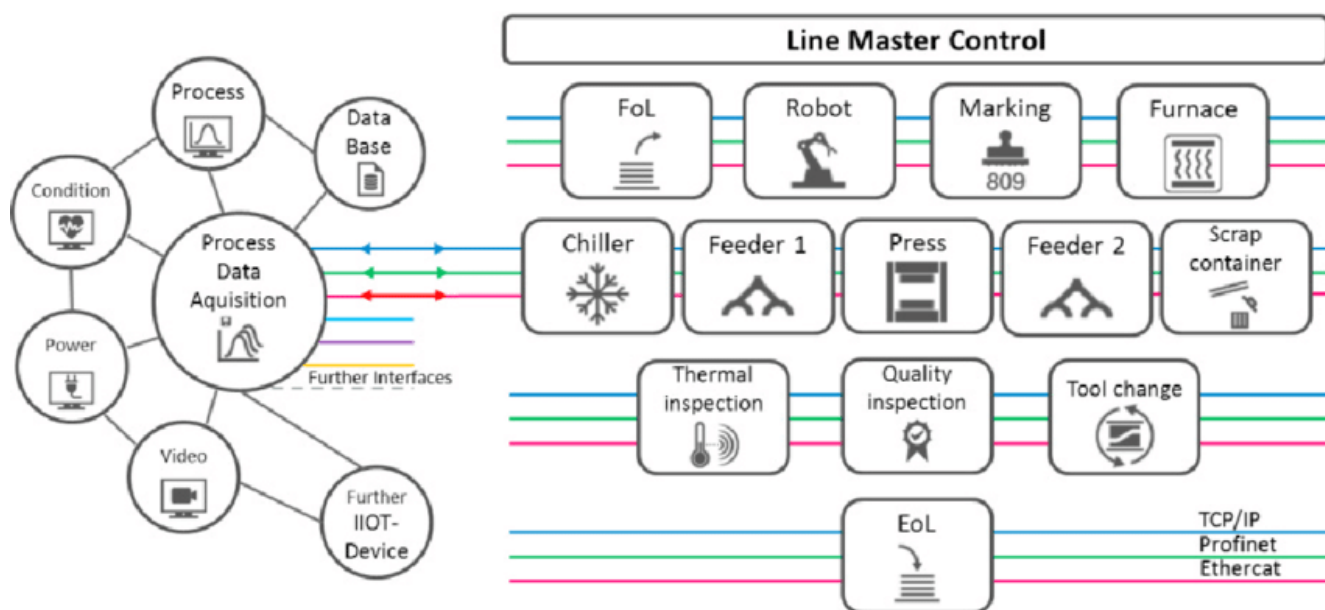 Line Master Control
Process
Data
Base
Condition
Process
Data
Aquisition
Power
Video
Further
IIOT-
Device
Further Interfaces
FoL
Robot
Marking
809
Furnace
Chiller
Feeder 1
Press
Feeder 2
Scrap
container
Thermal
inspection
Quality
inspection
Tool change
EoL
TCP/IP
Profinet
Ethercat